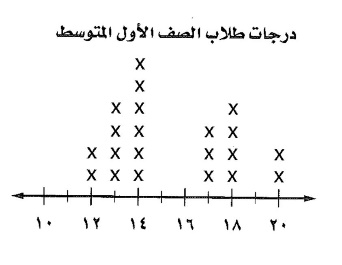 درجات طلاب الصف الأول المتوسط
x
x
x x x
x x x x
x x x x x x
x x x x x x
١٠ ١٢ ١٤ ١٦ ١٨ ٢٠